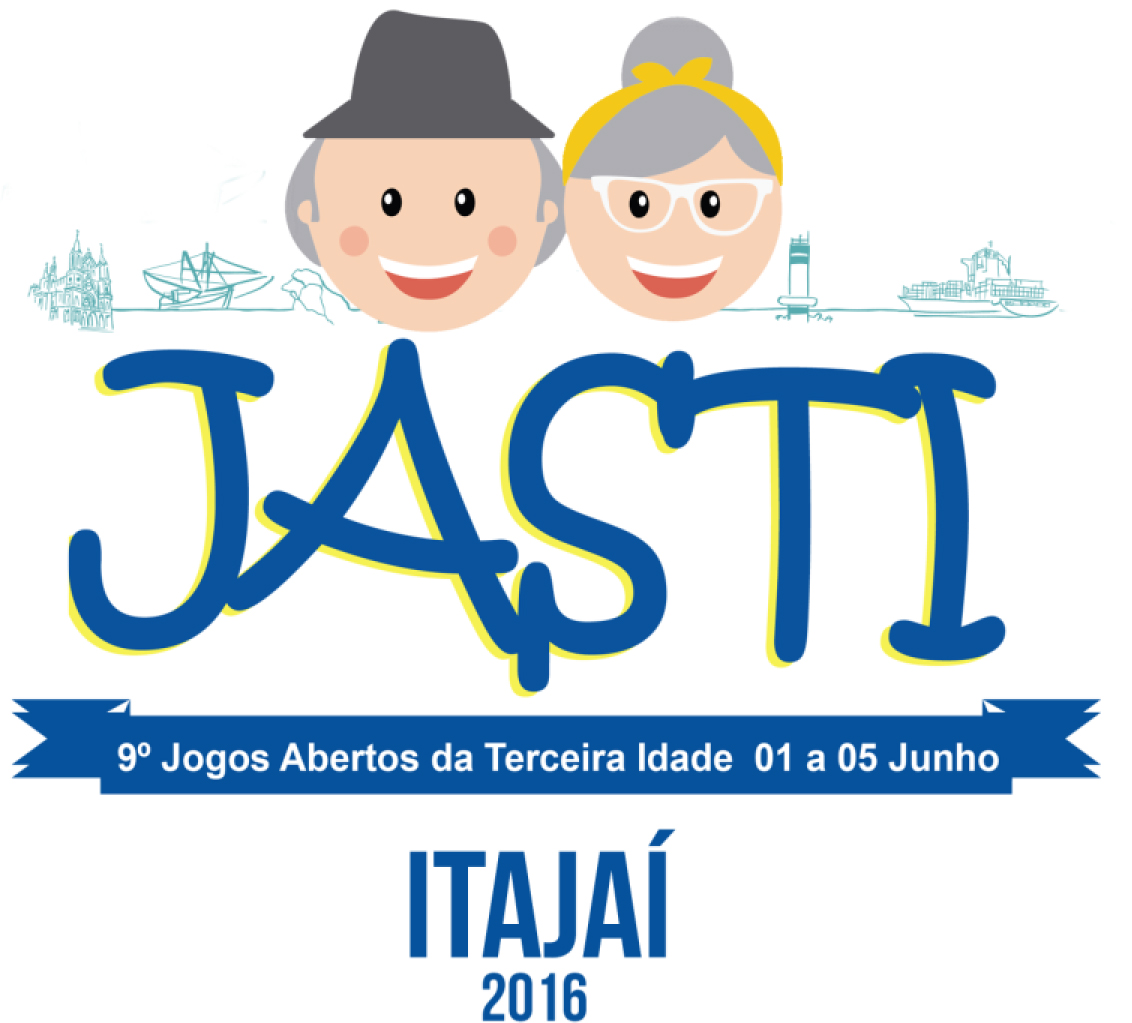 JASTI
9º Jogos Abertos da Terceira Idade 01 a 05 Junho
ITAJAÍ
2016